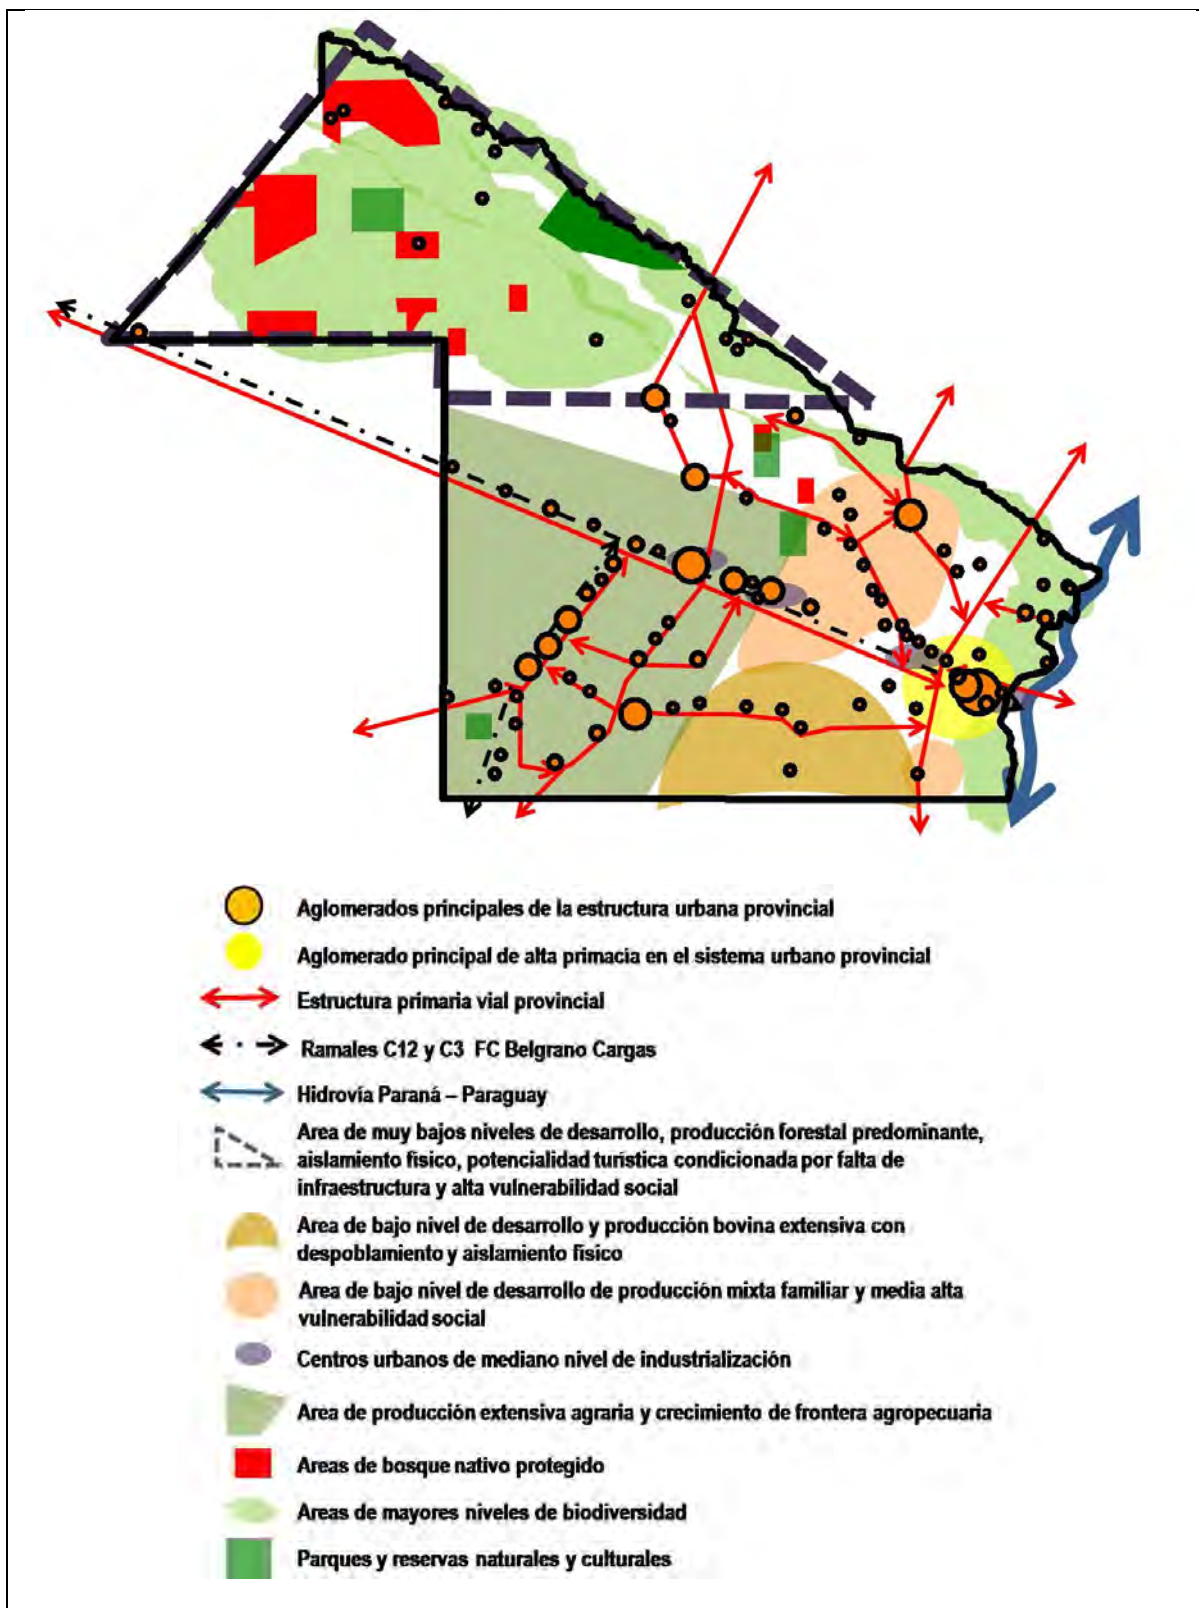 Aglomerados principales de la estructura urbana provincial
Aglomerado principal de alta primacía en el sistema urbano provincial
Estructura primaria vial provincial
Ramales C12 y C3 FC Belgrano Cargas
Hidrovía Paraná – Paraguay
Area de muy bajos niveles de desarrollo, producción forestal predominante,
aislamiento físico, potencialidad turística condicionada por falta de
infraestructura y alta vulnerabilidad social
Area de bajo nivel de desarrollo y producción bovina extensiva con
despoblamiento y aislamiento físico
Area de bajo nivel de desarrollo de producción mixta familiar y media alta
vulnerabilidad social
Centros urbanos de mediano nivel de industrialización
Area de producción extensiva agraria y crecimiento de frontera agropecuaria
Areas de bosque nativo protegido
Areas de mayores niveles de biodiversidad
Parques y reservas naturales y culturales